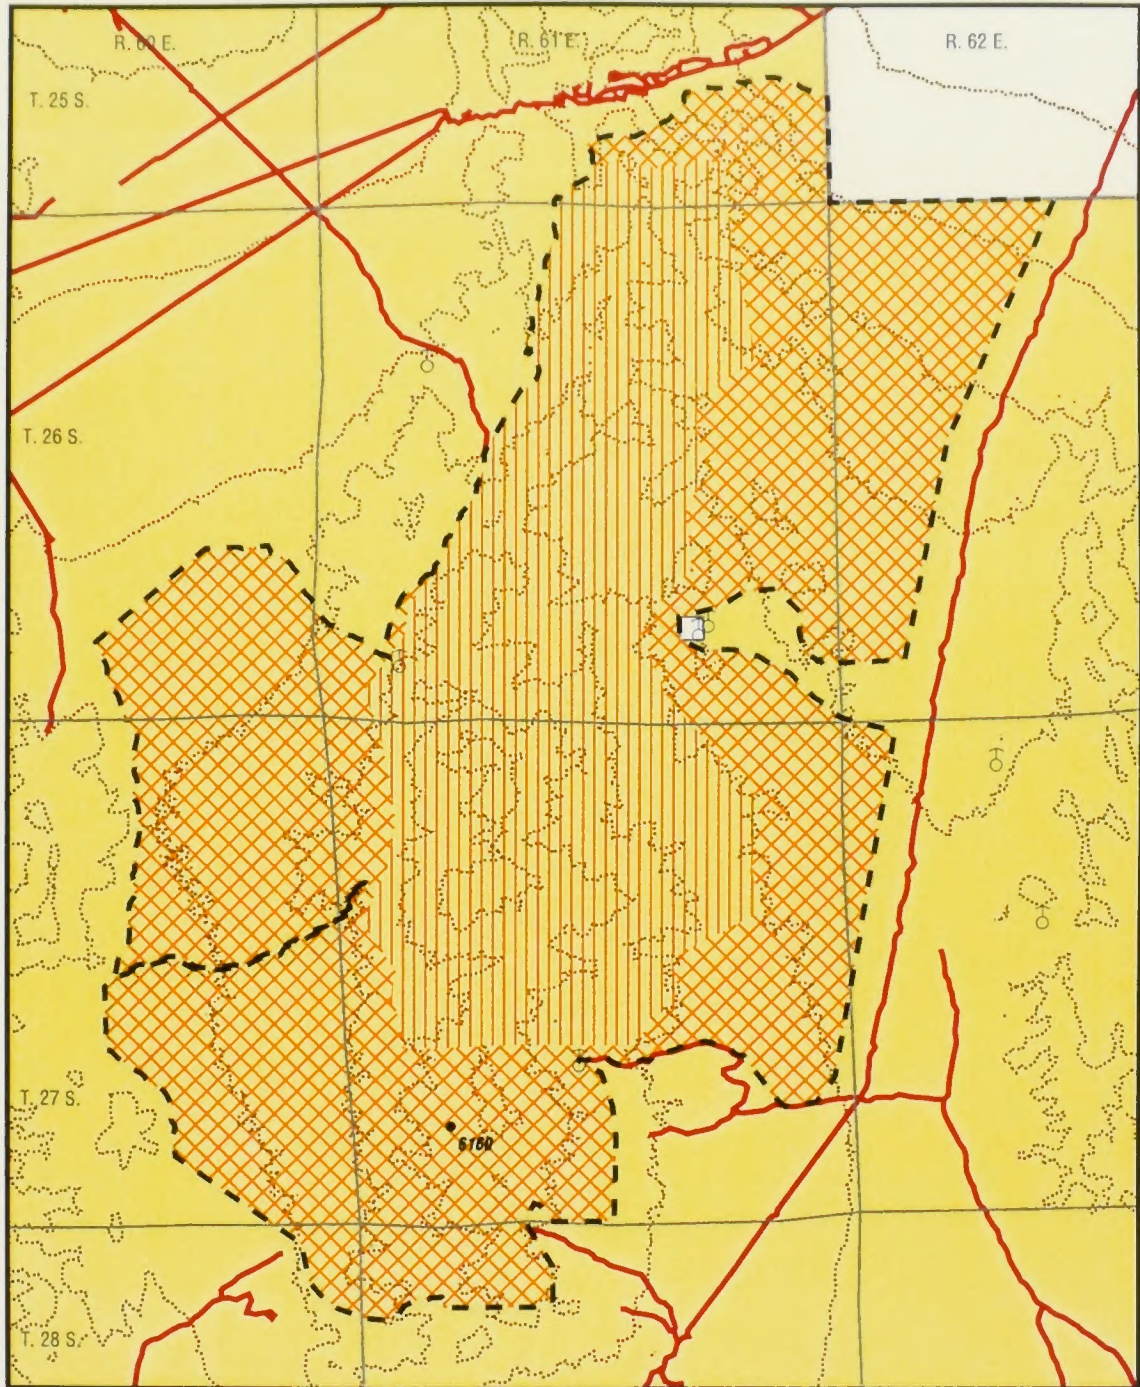 R. 60 E.
R. 61 E.
R. 62 E.
T. 25 S.
T. 26 S.
T. 27 S.
6160
T. 28 S.